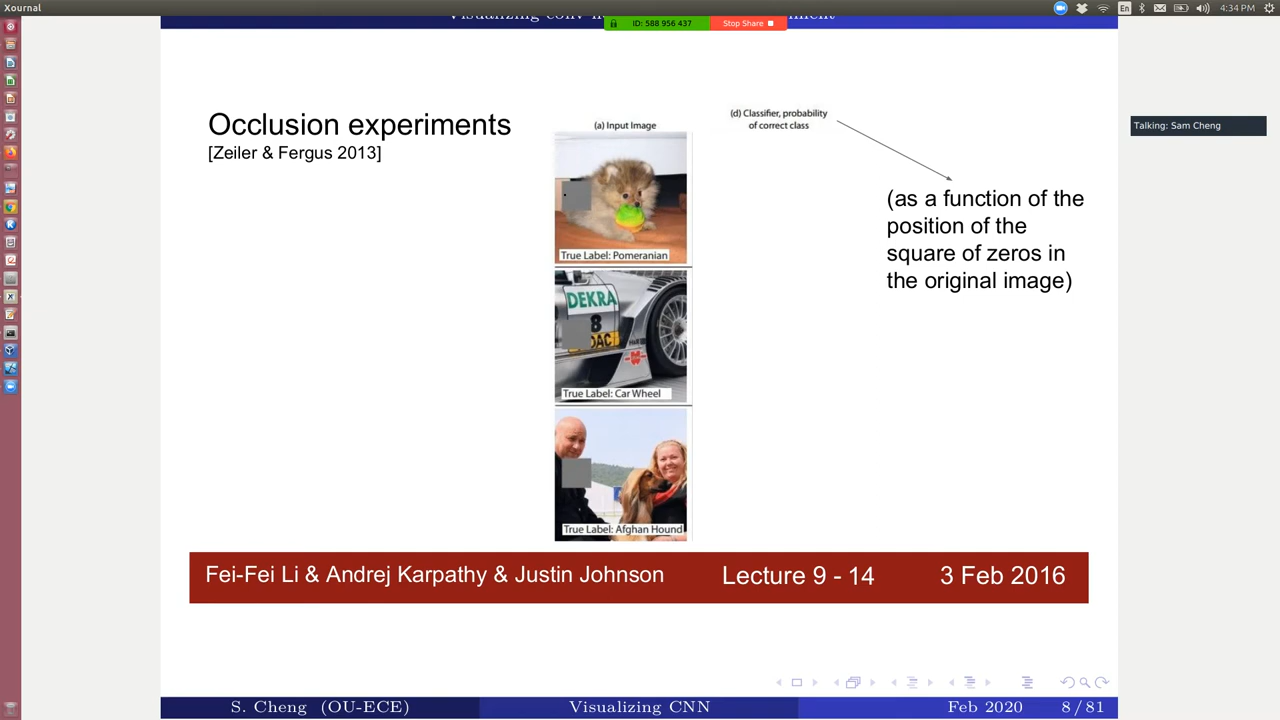 Xournal
En
4:34 PM
ID: 588 956 437
Stop Share
Talking: Sam Cheng
Occlusion experiments
[Zeiler & Fergus 2013]
(a) Input Image
(d) Classifier, probability
of correct class
(as a function of the
position of the
square of zeros in
the original image)
True Label: Pomeranian
DEKRA
8
True Label: Car Wheel
True Label: Afghan Hound
Fei-Fei Li & Andrej Karpathy & Justin Johnson
Lecture 9 - 14
3 Feb 2016
S. Cheng (OU-ECE)
Visualizing CNN
Feb 2020
8 / 81